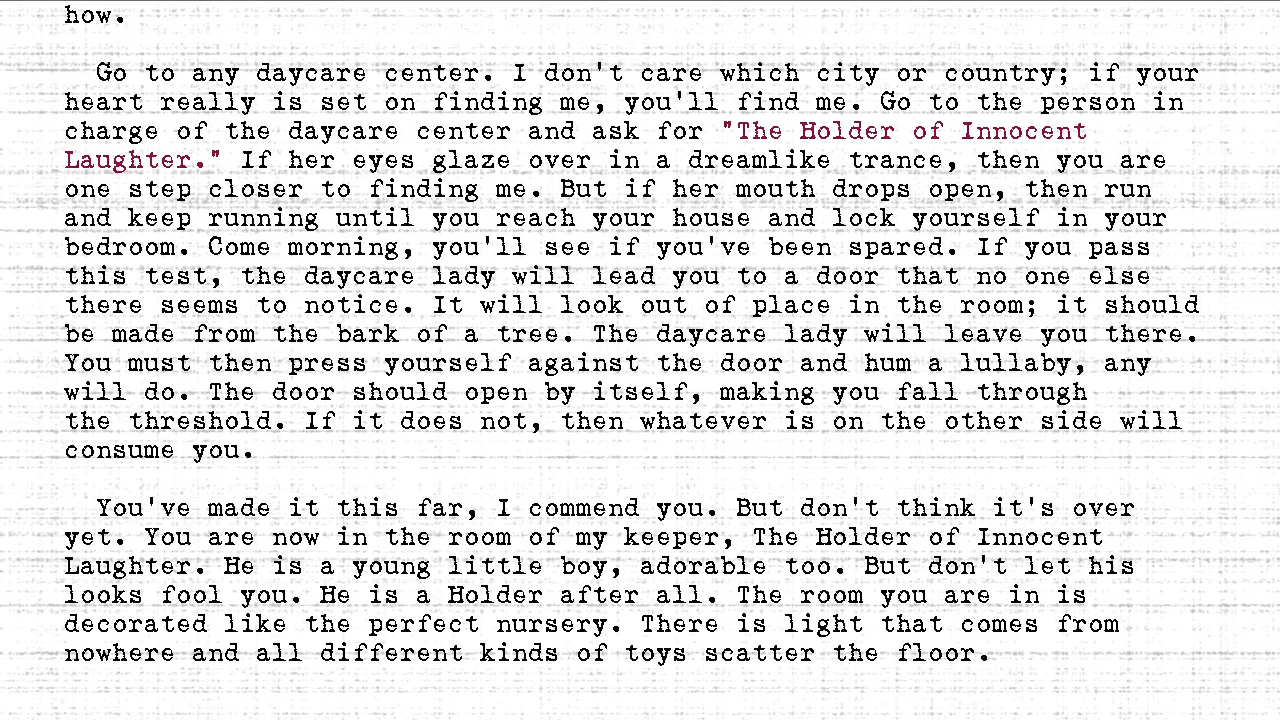 how.
Go to any daycare center. I don't care which city or country; if your
heart really is set on finding me, you'll find me. Go to the person in
charge of the daycare center and ask for "The Holder of Innocent
Laughter." If her eyes glaze over in a dreamlike trance, then you are
one step closer to finding me. But if her mouth drops open, then run
and keep running until you reach your house and lock yourself in your
bedroom. Come morning, you'll see if you've been spared. If you pass
this test, the daycare lady will lead you to a door that no one else
there seems to notice. It will look out of place in the room; it should
be made from the bark of a tree. The daycare lady will leave you there.
You must then press yourself against the door and hum a lullaby, any
will do. The door should open by itself, making you fall through
the threshold. If it does not, then whatever is on the other side will
consume you.
You've made it this far, I commend you. But don't think it's over
yet. You are now in the room of my keeper, The Holder of Innocent
Laughter. He is a young little boy, adorable too. But don't let his
looks fool you. He is a Holder after all. The room you are in is
decorated like the perfect nursery. There is light that comes from
nowhere and all different kinds of toys scatter the floor.